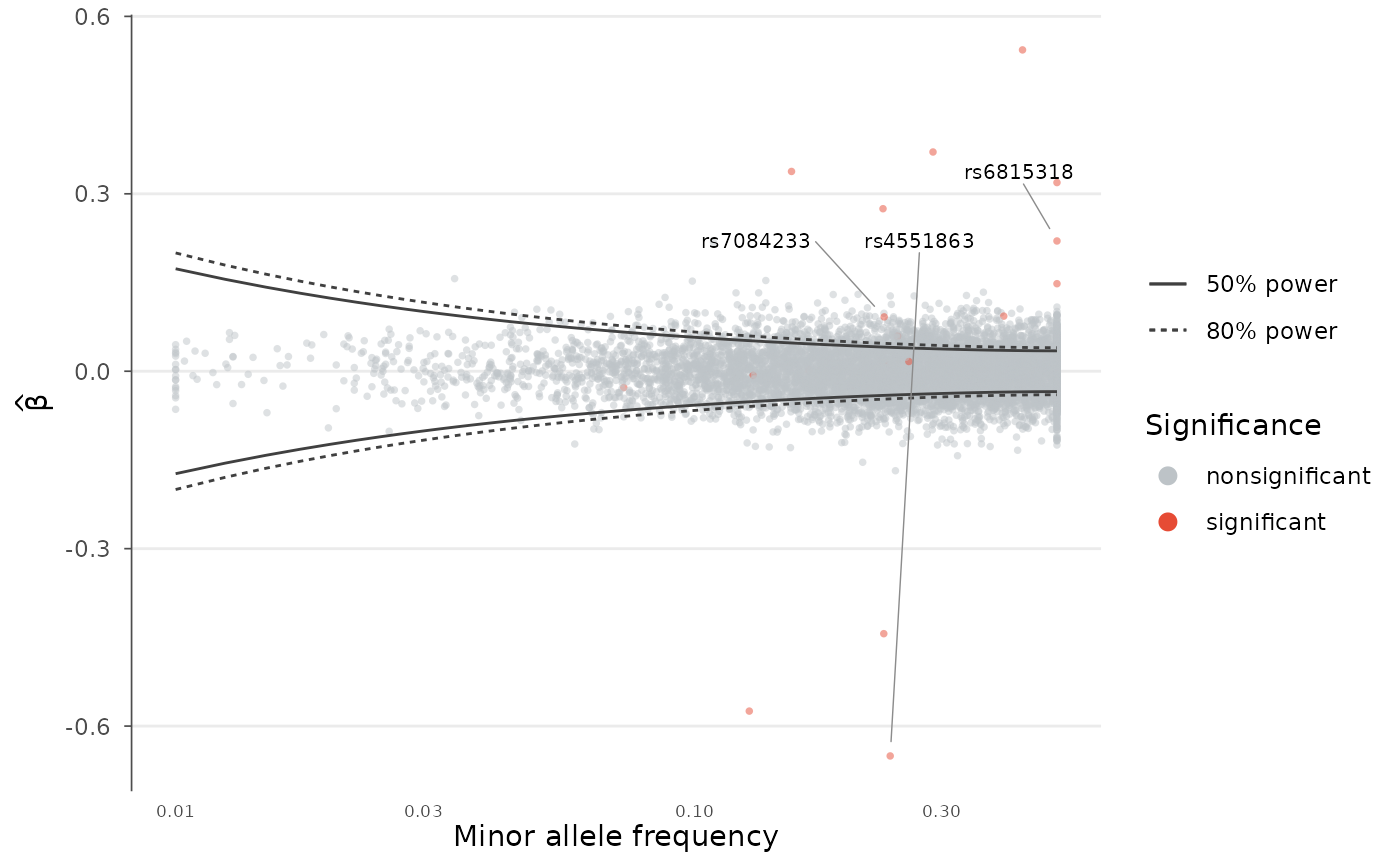 0.6
0.3
0.0
-0.3
-0.6
β̂
rs6815318
rs7084233
rs4551863
0.01
0.03
0.10
0.30
Minor allele frequency
50% power
80% power
Significance
nonsignificant
significant